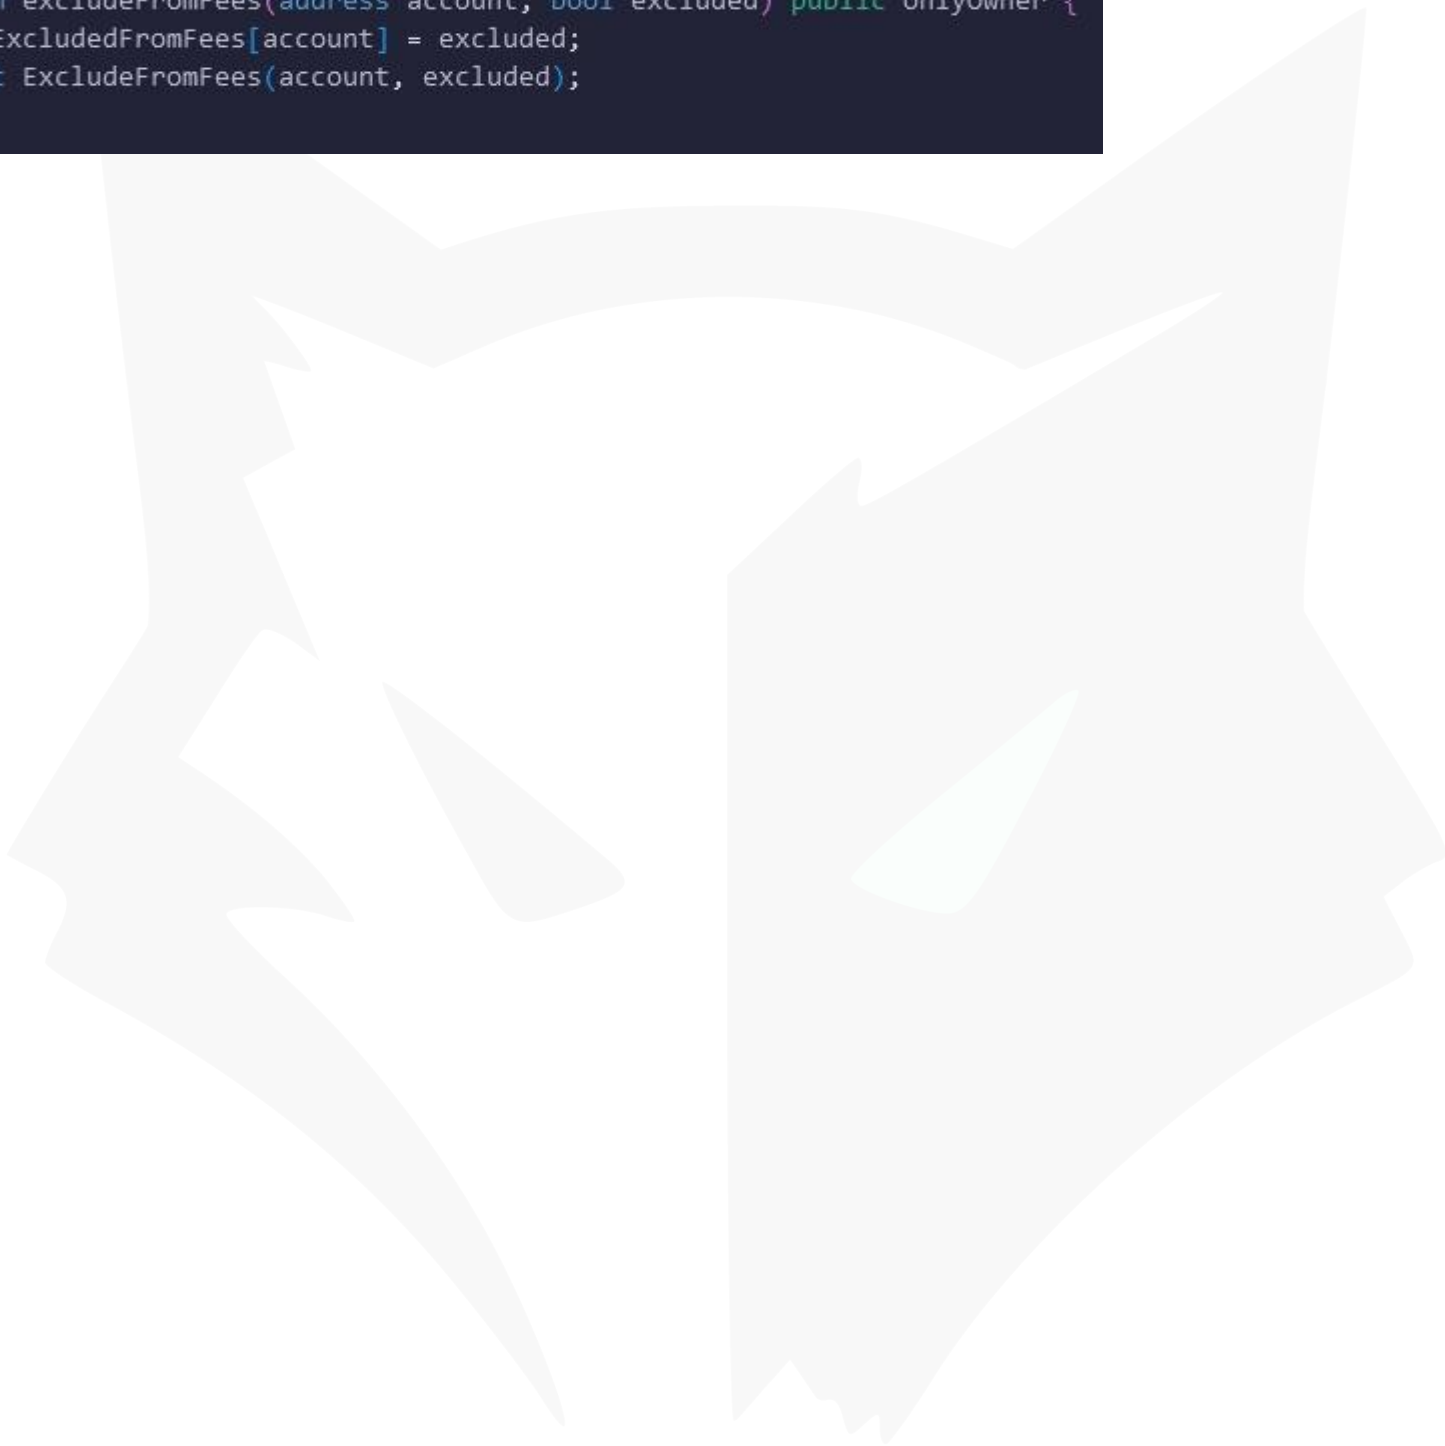 excludeFromFees(address account, bool excluded) public onlyOwner {
ExcludedFromFees[account] = excluded;
ExcludeFromFees(account, excluded);